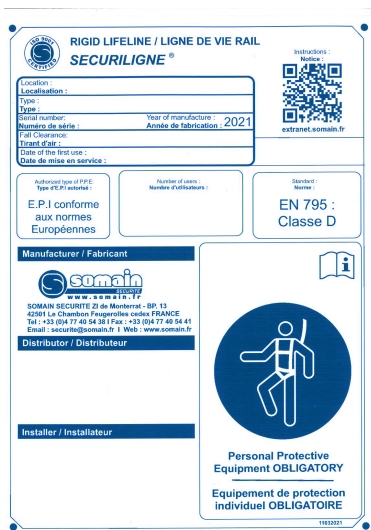 ISO 9001
CERTIFIED
RIGID LIFELINE / LIGNE DE VIE RAIL
SECURILIGNE ®
Instructions :
Notice :
extranet.somain.fr
Location :
Localisation :
Type :
Type :
Serial number:
Numéro de série :
Year of manufacture :
Année de fabrication : 2021
Fall Clearance:
Tirant d'air :
Date of the first use :
Date de mise en service :
Authorized type of P.P.E:
Type d'E.P.I autorisé :
E.P.I conforme
aux normes
Européennes
Number of users :
Nombre d'utilisateurs :
Standard :
Norme :
EN 795 :
Classe D
Manufacturer / Fabricant
somain
SECURITE
www.somain.fr
SOMAIN SECURITE ZI de Monterrat - BP. 13
42501 Le Chambon Feugerolles cedex FRANCE
Tel : +33 (0)4 77 40 54 38 I Fax : +33 (0)4 77 40 54 41
Email : securite@somain.fr I Web : www.somain.fr
Distributor / Distributeur
Installer / Installateur
i
Personal Protective
Equipment OBLIGATORY
Equipement de protection
individuel OBLIGATOIRE
11032021